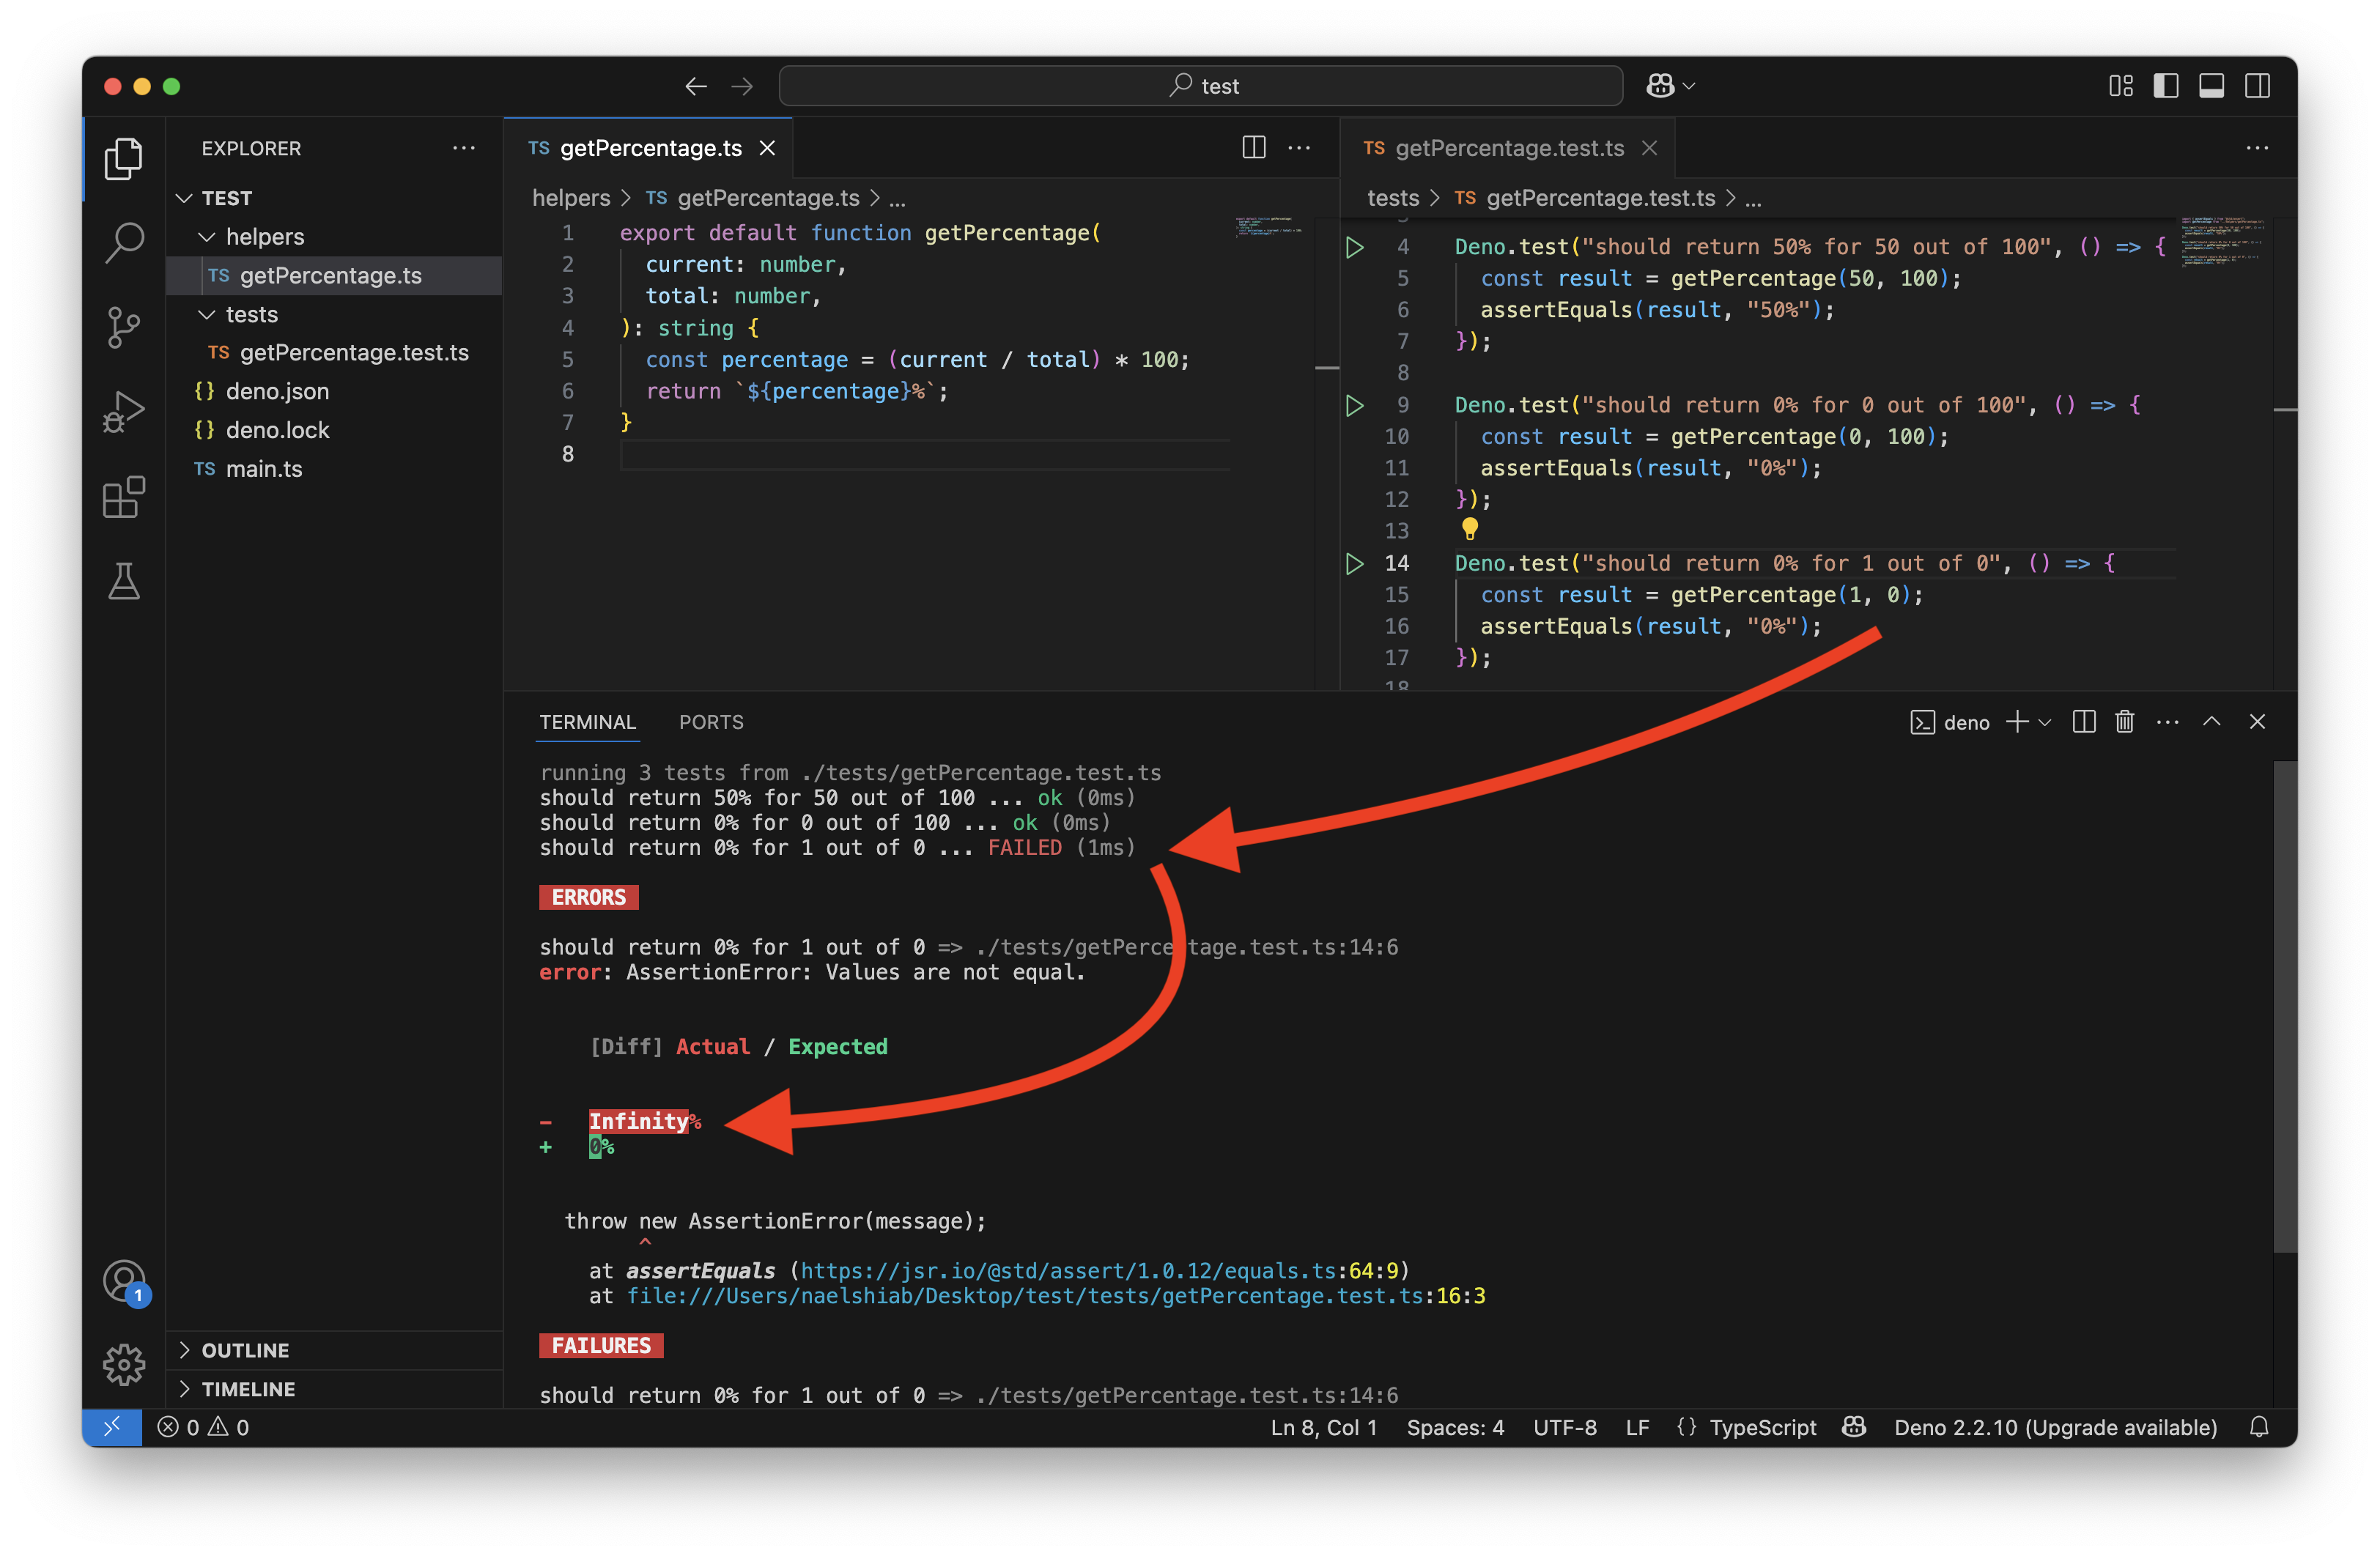 test
EXPLORER
TEST
helpers
TS getPercentage.ts
tests
TS getPercentage.test.ts
{} deno.json
{} deno.lock
TS main.ts
OUTLINE
TIMELINE
1
TS getPercentage.ts
helpers > TS getPercentage.ts > ...
1 export default function getPercentage(
2 current: number,
3 total: number,
4 ): string {
5 const percentage = (current / total) * 100;
6 return `${percentage}%`;
7 }
8
TS getPercentage.test.ts
tests > TS getPercentage.test.ts > ...
4 Deno.test("should return 50% for 50 out of 100", () => {
5 const result = getPercentage(50, 100);
6 assertEquals(result, "50%");
7 });
8
9 Deno.test("should return 0% for 0 out of 100", () => {
10 const result = getPercentage(0, 100);
11 assertEquals(result, "0%");
12 });
13
14 Deno.test("should return 0% for 1 out of 0", () => {
15 const result = getPercentage(1, 0);
16 assertEquals(result, "0%");
17 });
18
TERMINAL PORTS
deno
running 3 tests from ./tests/getPercentage.test.ts
should return 50% for 50 out of 100 ... ok (0ms)
should return 0% for 0 out of 100 ... ok (0ms)
should return 0% for 1 out of 0 ... FAILED (1ms)
ERRORS
should return 0% for 1 out of 0 => ./tests/getPercentage.test.ts:14:6
error: AssertionError: Values are not equal.
[Diff] Actual / Expected
- Infinity%
+ 0%
throw new AssertionError(message);
^
at assertEquals (https://jsr.io/@std/assert/1.0.12/equals.ts:64:9)
at file:///Users/naelshiab/Desktop/test/tests/getPercentage.test.ts:16:3
FAILURES
should return 0% for 1 out of 0 => ./tests/getPercentage.test.ts:14:6
0 0
Ln 8, Col 1 Spaces: 4 UTF-8 LF {} TypeScript Deno 2.2.10 (Upgrade available)